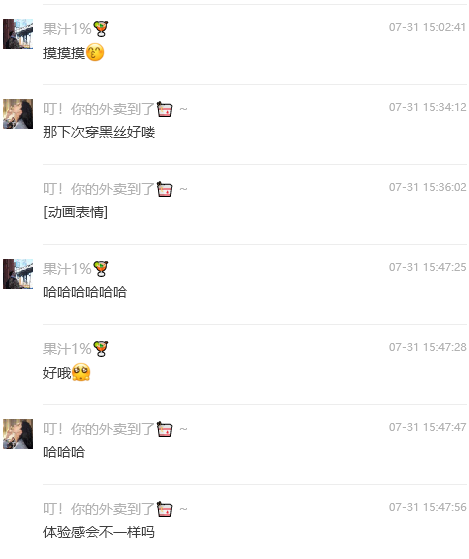 果汁1%🍹 07-31 15:02:41
摸摸摸😙
叮！你的外卖到了🥡 ~ 07-31 15:34:12
那下次穿黑丝好喽
叮！你的外卖到了🥡 ~ 07-31 15:36:02
[动画表情]
果汁1%🍹 07-31 15:47:25
哈哈哈哈哈哈
果汁1%🍹 07-31 15:47:28
好哦🥺
叮！你的外卖到了🥡 ~ 07-31 15:47:47
哈哈哈
叮！你的外卖到了🥡 ~ 07-31 15:47:56
体验感会不一样吗